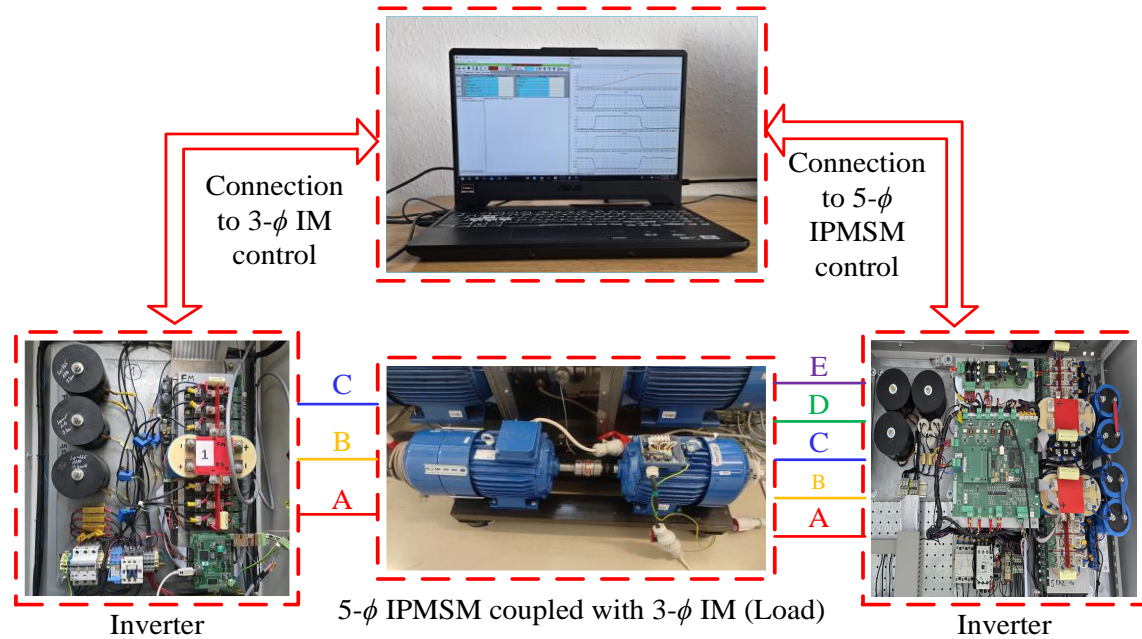 Connection
to 3-ϕ IM
control
Connection
to 5-ϕ
IPMSM
control
ASUS
C
B
A
1
E
D
C
B
A
Inverter
5-ϕ IPMSM coupled with 3-ϕ IM (Load)
Inverter